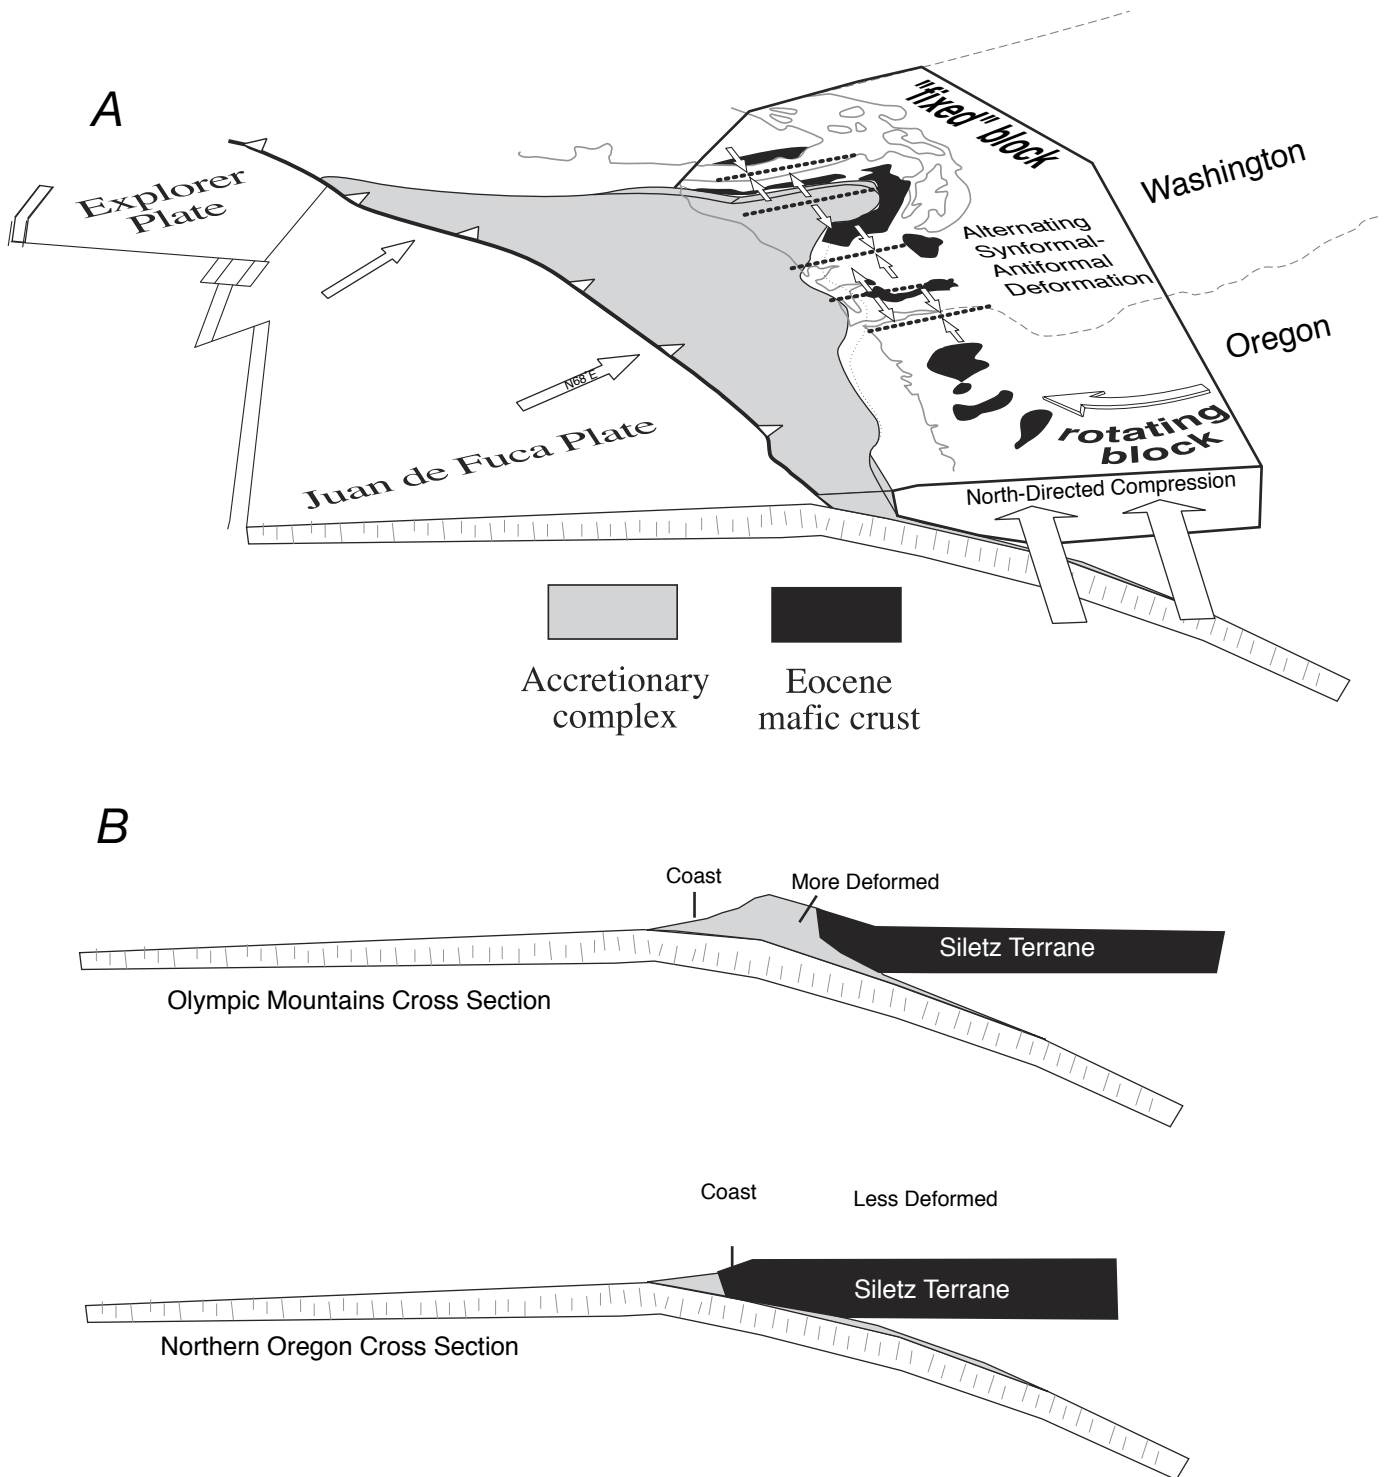 A
"fixed" block
Explorer
Plate
Washington
Alternating
Synformal-
Antiformal
Deformation
Oregon
N68°E
rotating
block
Juan de Fuca Plate
North-Directed Compression
Accretionary
complex
Eocene
mafic crust
B
Coast
More Deformed
Siletz Terrane
Olympic Mountains Cross Section
Coast
Less Deformed
Siletz Terrane
Northern Oregon Cross Section